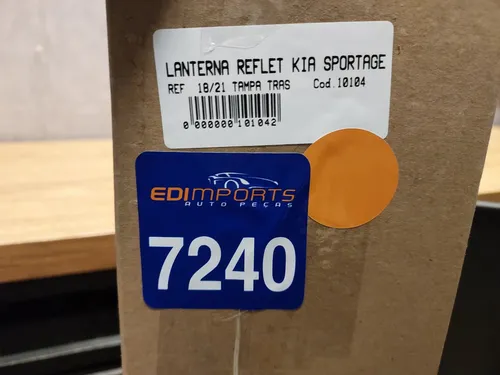 LANTERNA REFLET KIA SPORTAGE
REF 18/21 TAMPA TRAS Cod.10104
0 000000 101042
EDIMPORTS
AUTO PEÇAS
7240